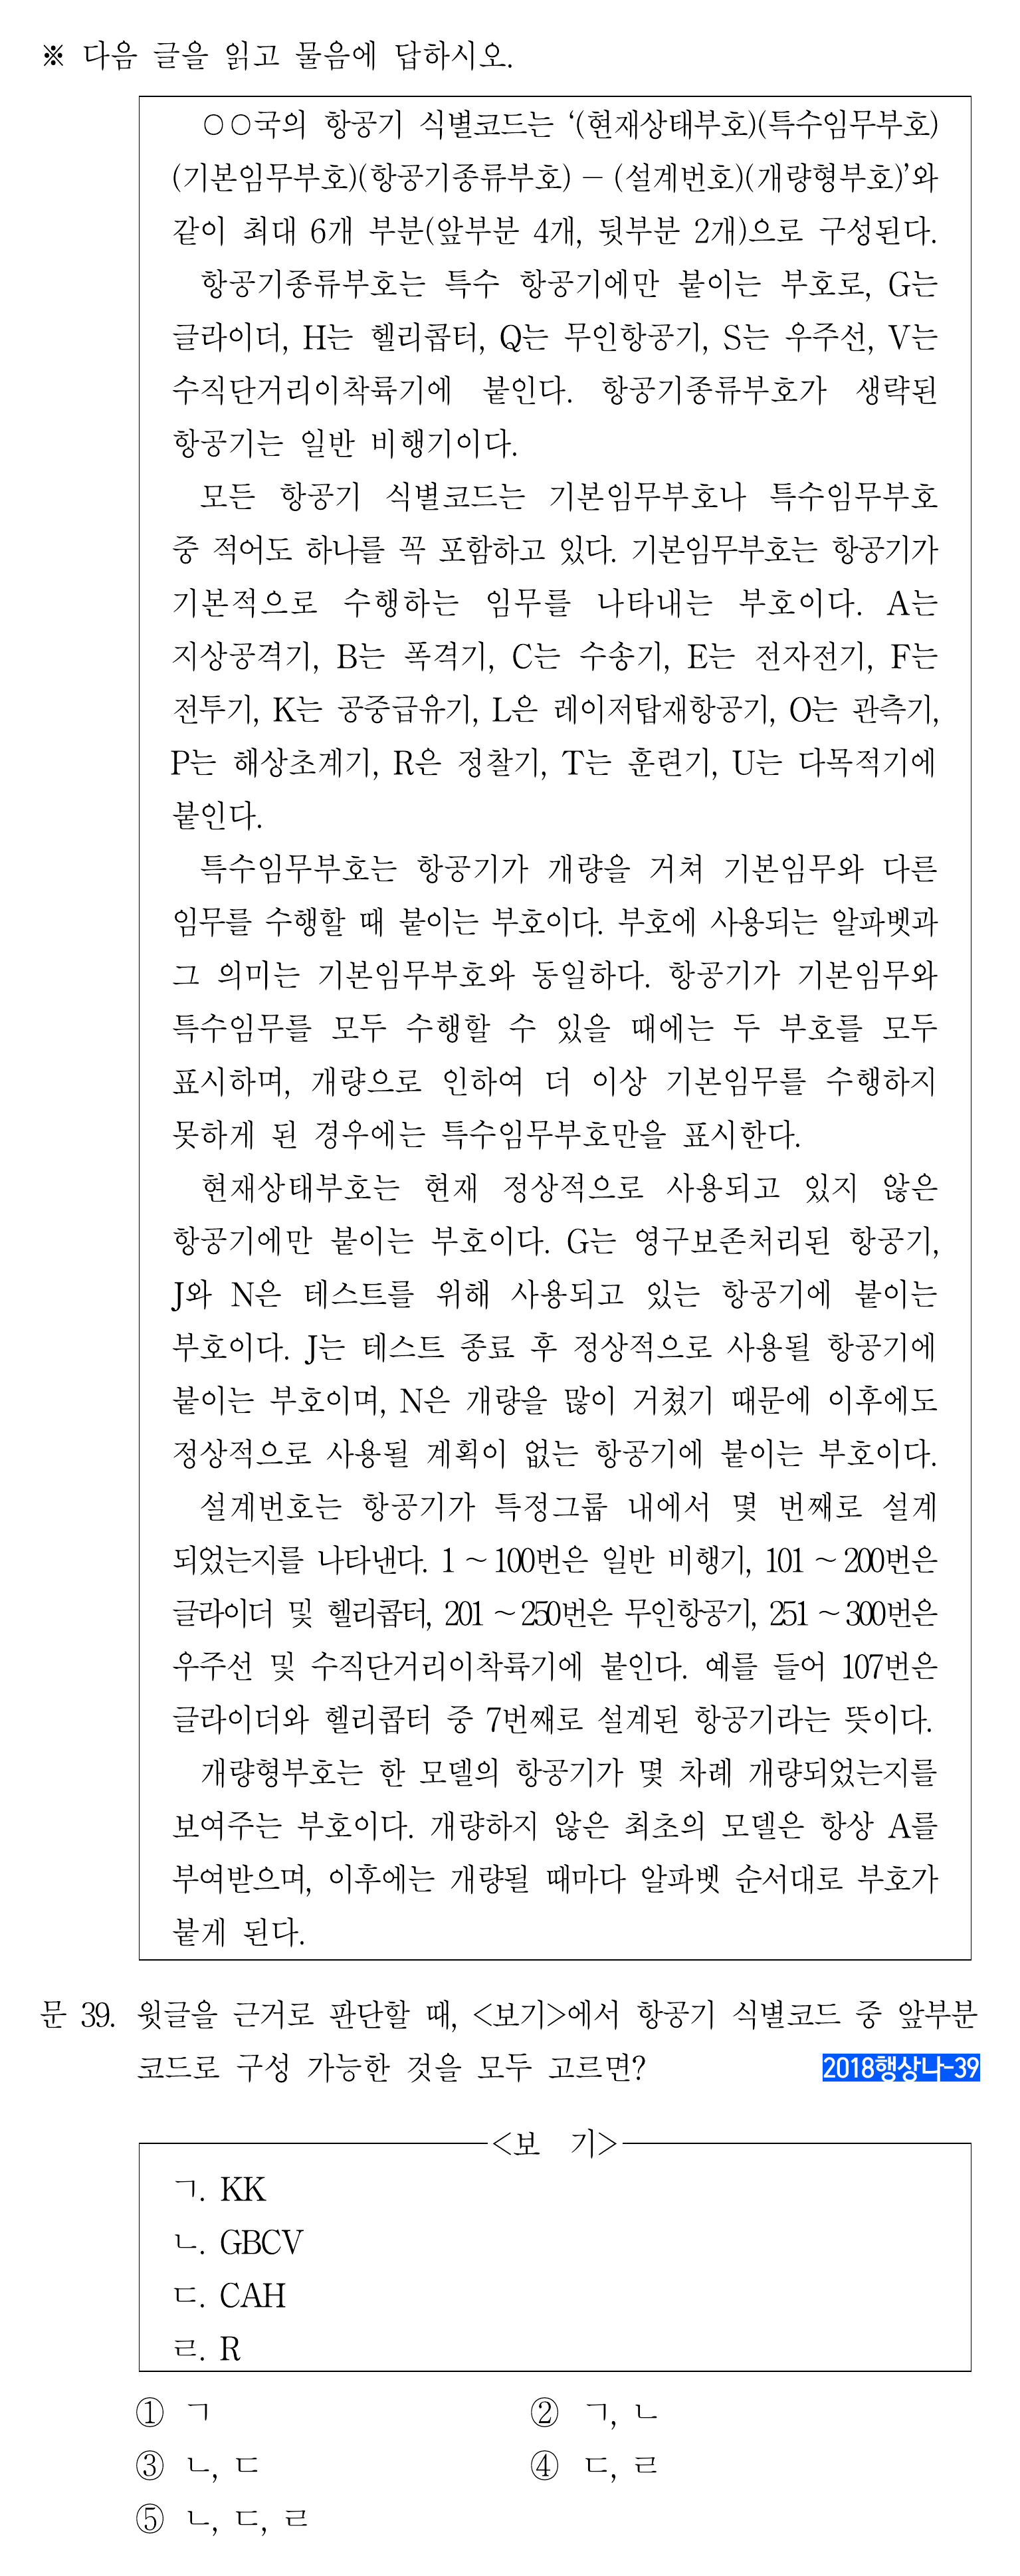 ※ 다음 글을 읽고 물음에 답하시오.
○○국의 항공기 식별코드는 ‘(현재상태부호)(특수임무부호)
(기본임무부호)(항공기종류부호) - (설계번호)(개량형부호)’와
같이 최대 6개 부분(앞부분 4개, 뒷부분 2개)으로 구성된다.
항공기종류부호는 특수 항공기에만 붙이는 부호로, G는
글라이더, H는 헬리콥터, Q는 무인항공기, S는 우주선, V는
수직단거리이착륙기에 붙인다. 항공기종류부호가 생략된
항공기는 일반 비행기이다.
모든 항공기 식별코드는 기본임무부호나 특수임무부호
중 적어도 하나를 꼭 포함하고 있다. 기본임무부호는 항공기가
기본적으로 수행하는 임무를 나타내는 부호이다. A는
지상공격기, B는 폭격기, C는 수송기, E는 전자전기, F는
전투기, K는 공중급유기, L은 레이저탑재항공기, O는 관측기,
P는 해상초계기, R은 정찰기, T는 훈련기, U는 다목적기에
붙인다.
특수임무부호는 항공기가 개량을 거쳐 기본임무와 다른
임무를 수행할 때 붙이는 부호이다. 부호에 사용되는 알파벳과
그 의미는 기본임무부호와 동일하다. 항공기가 기본임무와
특수임무를 모두 수행할 수 있을 때에는 두 부호를 모두
표시하며, 개량으로 인하여 더 이상 기본임무를 수행하지
못하게 된 경우에는 특수임무부호만을 표시한다.
현재상태부호는 현재 정상적으로 사용되고 있지 않은
항공기에만 붙이는 부호이다. G는 영구보존처리된 항공기,
J와 N은 테스트를 위해 사용되고 있는 항공기에 붙이는
부호이다. J는 테스트 종료 후 정상적으로 사용될 항공기에
붙이는 부호이며, N은 개량을 많이 거쳤기 때문에 이후에도
정상적으로 사용될 계획이 없는 항공기에 붙이는 부호이다.
설계번호는 항공기가 특정그룹 내에서 몇 번째로 설계
되었는지를 나타낸다. 1 ~ 100번은 일반 비행기, 101 ~ 200번은
글라이더 및 헬리콥터, 201 ~ 250번은 무인항공기, 251 ~ 300번은
우주선 및 수직단거리이착륙기에 붙인다. 예를 들어 107번은
글라이더와 헬리콥터 중 7번째로 설계된 항공기라는 뜻이다.
개량형부호는 한 모델의 항공기가 몇 차례 개량되었는지를
보여주는 부호이다. 개량하지 않은 최초의 모델은 항상 A를
부여받으며, 이후에는 개량될 때마다 알파벳 순서대로 부호가
붙게 된다.
문 39. 윗글을 근거로 판단할 때, <보기>에서 항공기 식별코드 중 앞부분
코드로 구성 가능한 것을 모두 고르면? 2018행상나-39
<보 기>
ㄱ. KK
ㄴ. GBCV
ㄷ. CAH
ㄹ. R
① ㄱ ② ㄱ, ㄴ
③ ㄴ, ㄷ ④ ㄷ, ㄹ
⑤ ㄴ, ㄷ, ㄹ